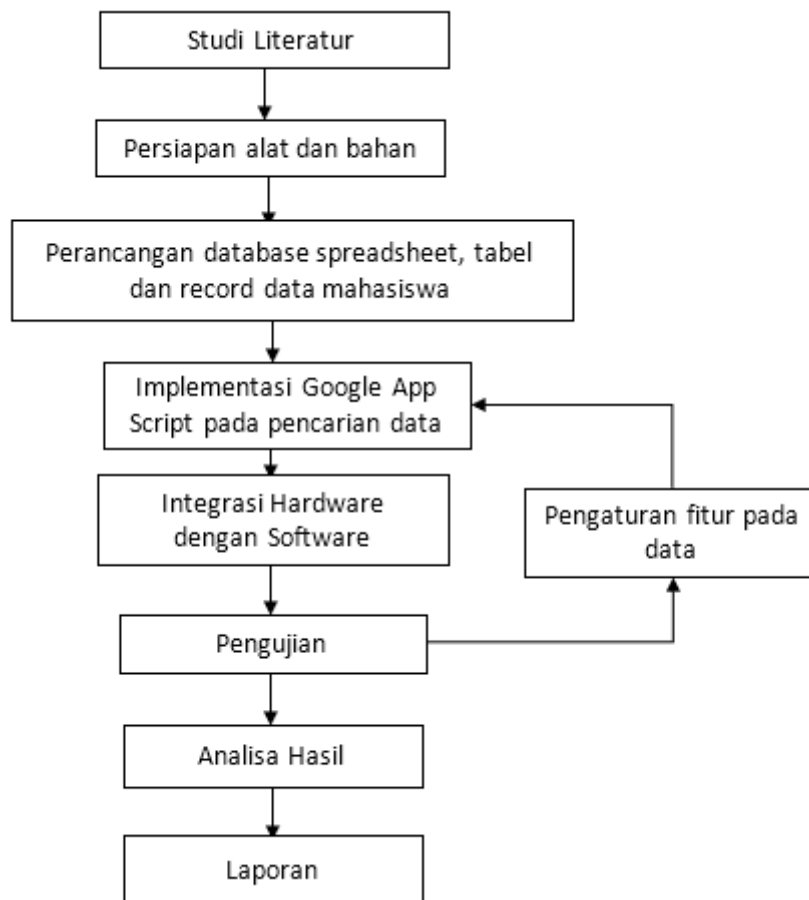 Studi Literatur
Persiapan alat dan bahan
Perancangan database spreadsheet, tabel
dan record data mahasiswa
Implementasi Google App
Script pada pencarian data
Integrasi Hardware
dengan Software
Pengaturan fitur pada
data
Pengujian
Analisa Hasil
Laporan